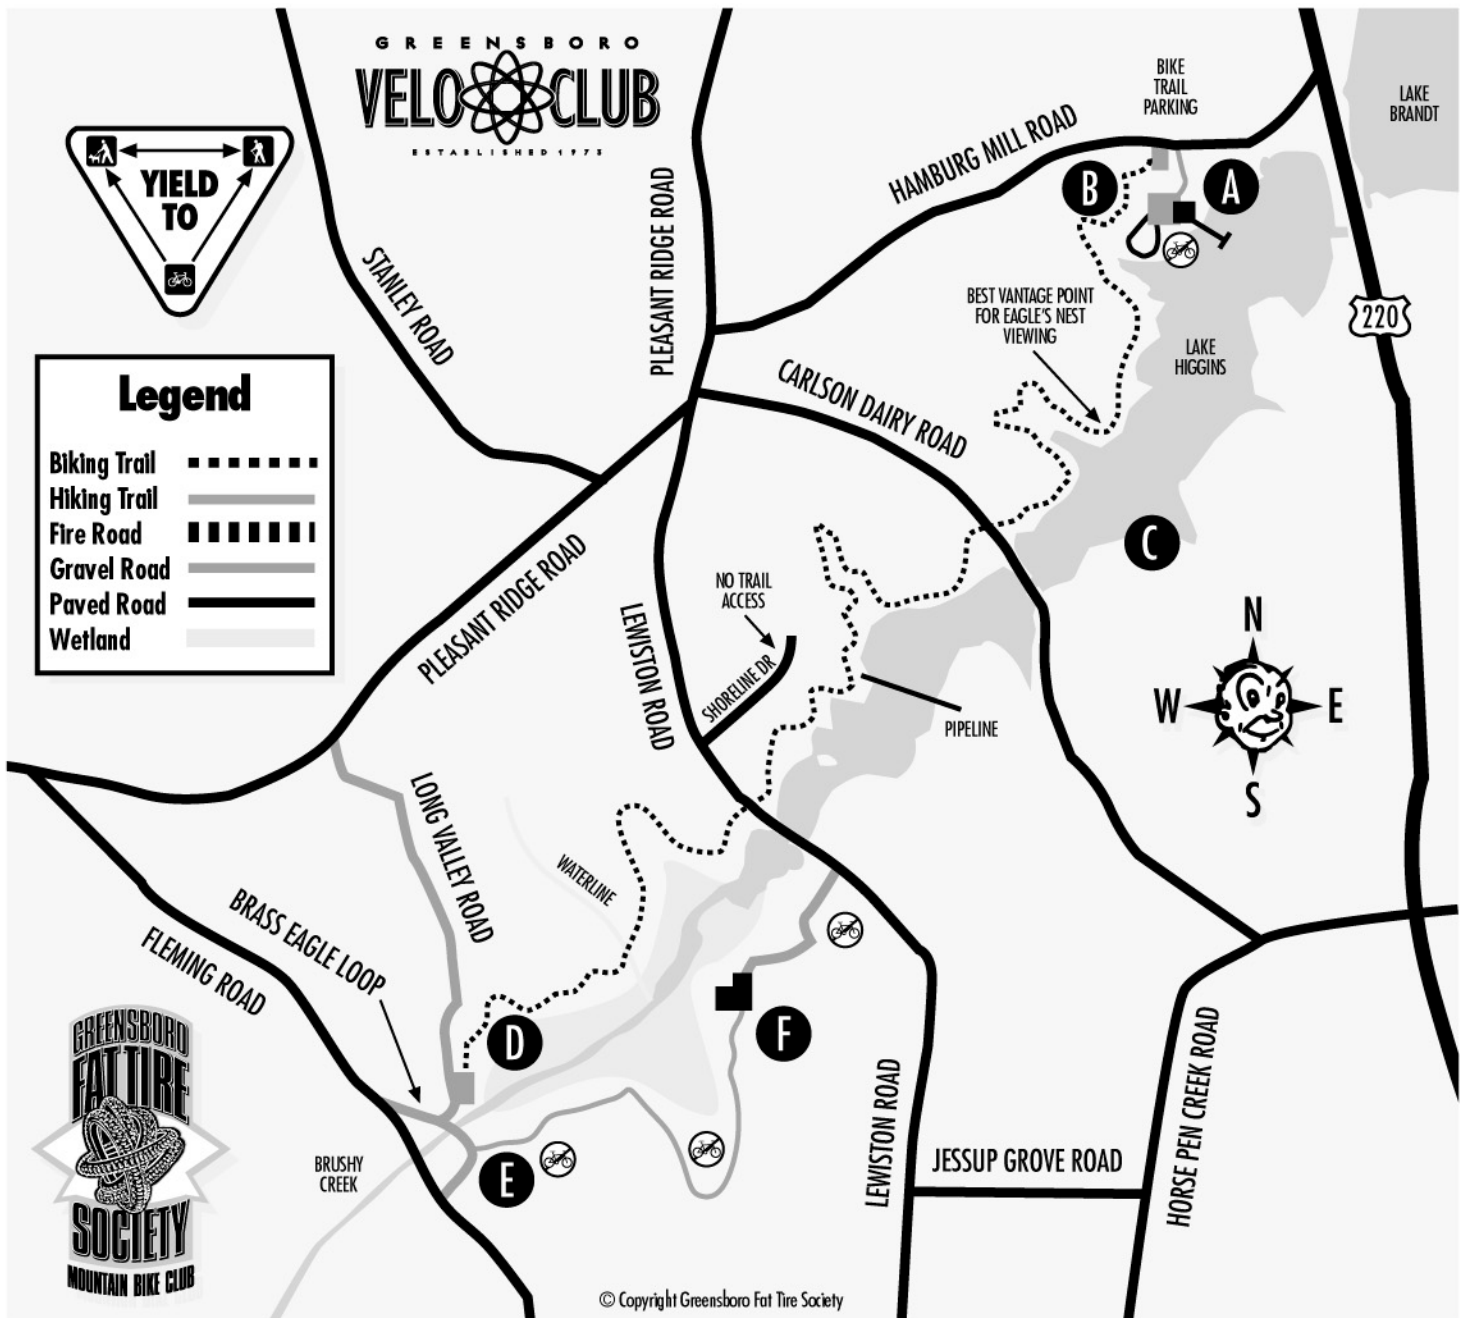 GREENSBORO
VELO CLUB
ESTABLISHED 1973
BIKE
TRAIL
PARKING
LAKE
BRANDT
YIELD
TO
HAMBURG MILL ROAD
B
A
PLEASANT RIDGE ROAD
STANLEY ROAD
BEST VANTAGE POINT
FOR EAGLE'S NEST
VIEWING
220
LAKE
HIGGINS
CARLSON DAIRY ROAD
Legend
Biking Trail
Hiking Trail
Fire Road
Gravel Road
Paved Road
Wetland
C
PLEASANT RIDGE ROAD
NO TRAIL
ACCESS
LEWISTON ROAD
SHORELINE DR
PIPELINE
N
W
E
S
LONG VALLEY ROAD
WATERLINE
BRASS EAGLE LOOP
FLEMING ROAD
D
F
GREENSBORO
FAT TIRE
SOCIETY
MOUNTAIN BIKE CLUB
BRUSHY
CREEK
E
LEWISTON ROAD
JESSUP GROVE ROAD
HORSE PEN CREEK ROAD
© Copyright Greensboro Fat Tire Society